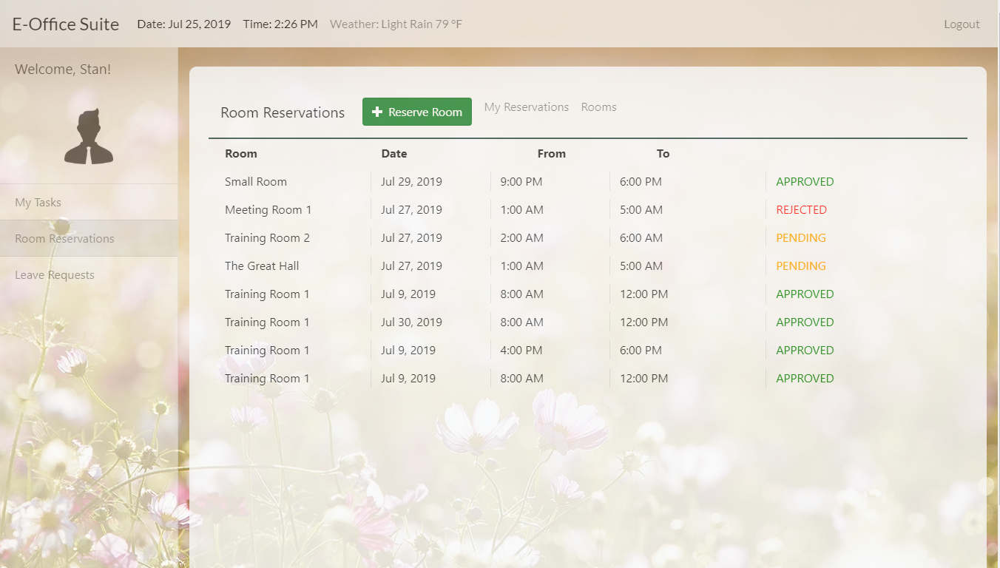 E-Office Suite Date: Jul 25, 2019 Time: 2:26 PM Weather: Light Rain 79 °F Logout
Welcome, Stan!
My Tasks
Room Reservations
Leave Requests
Room Reservations Reserve Room My Reservations Rooms
Room Date From To
Small Room Jul 29, 2019 9:00 PM 6:00 PM APPROVED
Meeting Room 1 Jul 27, 2019 1:00 AM 5:00 AM REJECTED
Training Room 2 Jul 27, 2019 2:00 AM 6:00 AM PENDING
The Great Hall Jul 27, 2019 1:00 AM 5:00 AM PENDING
Training Room 1 Jul 9, 2019 8:00 AM 12:00 PM APPROVED
Training Room 1 Jul 30, 2019 8:00 AM 12:00 PM APPROVED
Training Room 1 Jul 9, 2019 4:00 PM 6:00 PM APPROVED
Training Room 1 Jul 9, 2019 8:00 AM 12:00 PM APPROVED